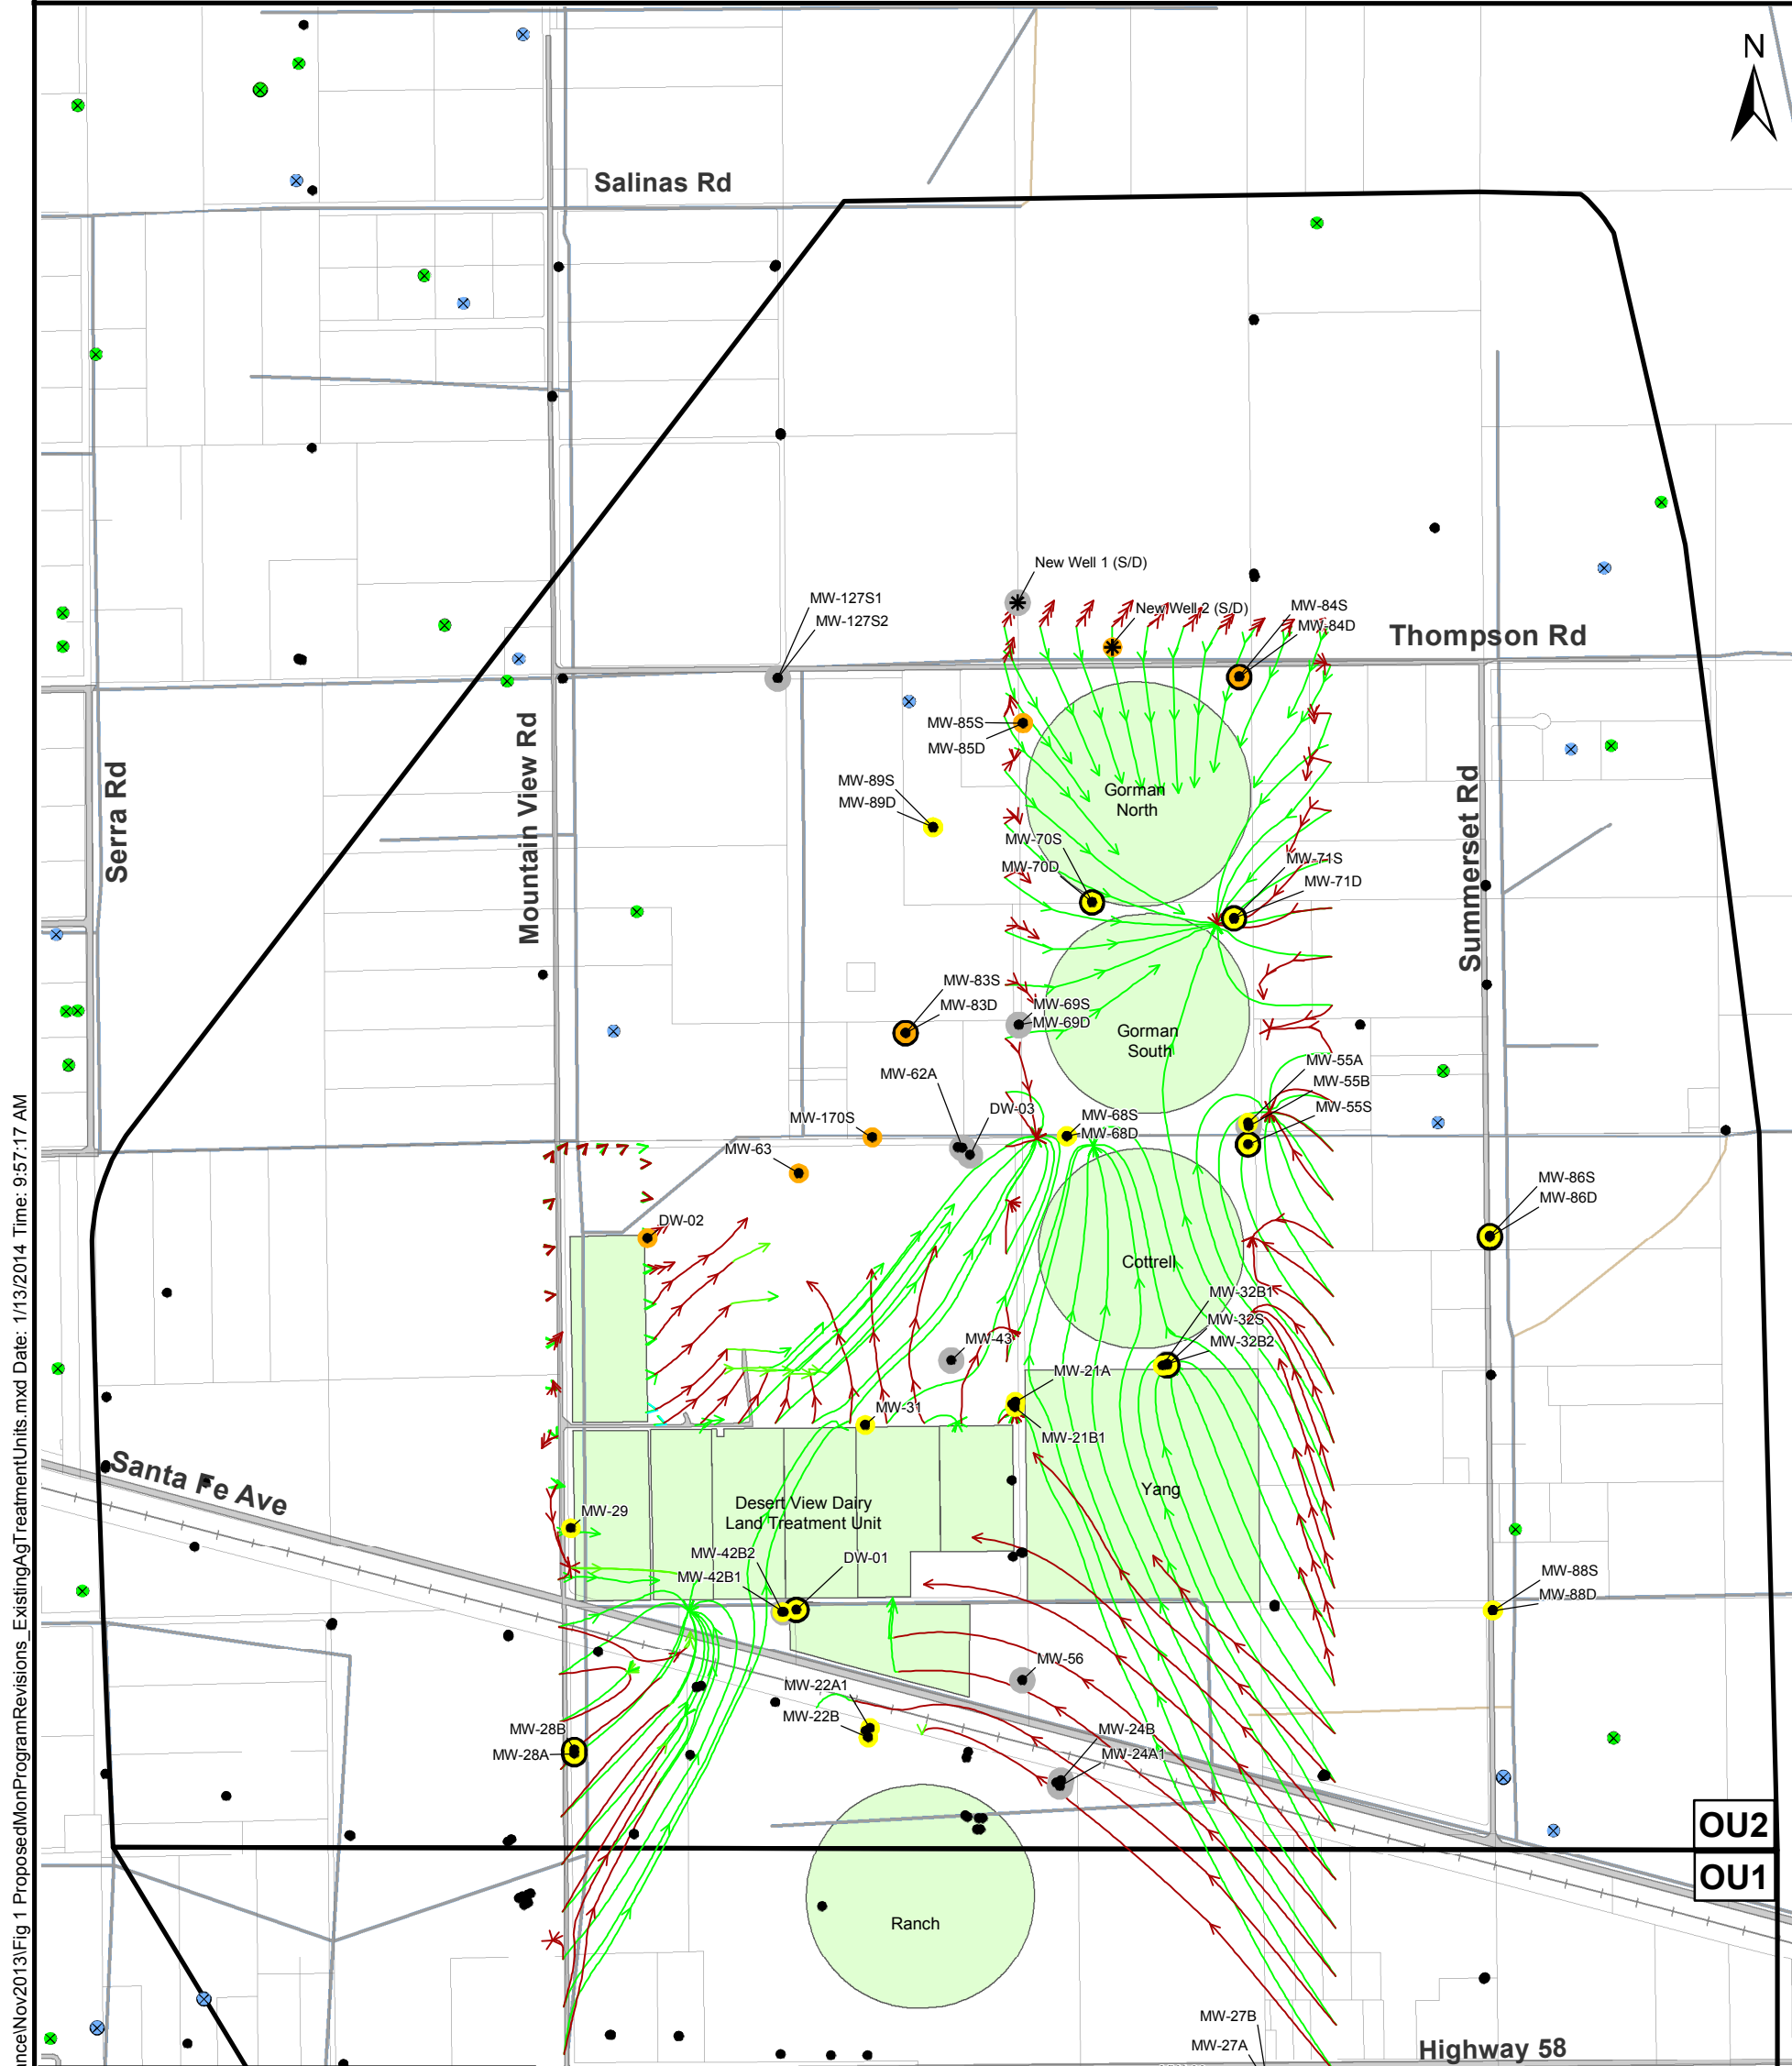 N
Salinas Rd
New Well 1 (S/D)
MW-127S1
MW-127S2
New Well 2 (S/D)
MW-84S
MW-84D
Thompson Rd
MW-85S
MW-85D
Mountain View Rd
Serra Rd
Summerset Rd
MW-89S
MW-89D
Gorman
North
MW-70S
MW-70D
MW-71S
MW-71D
MW-83S
MW-83D
MW-69S
MW-69D
Gorman
South
MW-62A
MW-55A
MW-55B
MW-55S
DW-03
MW-170S
MW-68S
MW-68D
MW-63
MW-86S
MW-86D
DW-02
Cottrell
MW-32B1
MW-32S
MW-32B2
MW-43
MW-21A
MW-31
MW-21B1
Santa Fe Ave
Yang
Desert View Dairy
Land Treatment Unit
MW-29
MW-42B2
DW-01
MW-42B1
MW-88S
MW-88D
MW-56
MW-22A1
MW-22B
MW-28B
MW-28A
MW-24B
MW-24A1
OU2
OU1
Ranch
MW-27B
MW-27A
Highway 58
ance\Nov2013\Fig 1 ProposedMonProgramRevisions_ExistingAgTreatmentUnits.mxd Date: 1/13/2014 Time: 9:57:17 AM